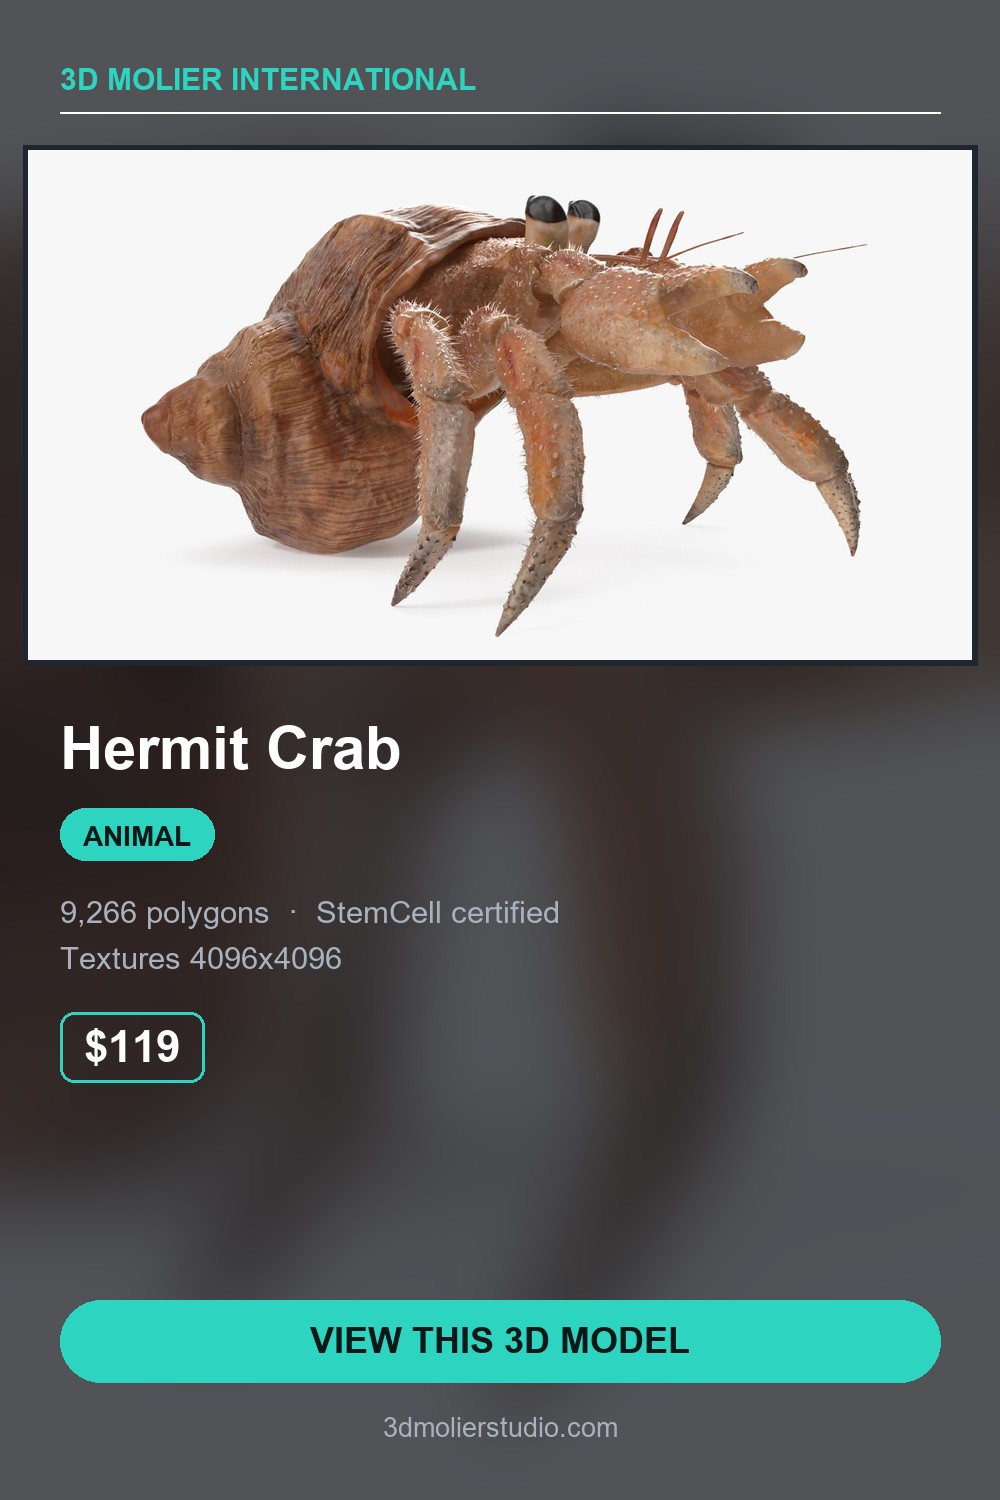 3D MOLIER INTERNATIONAL
Hermit Crab
ANIMAL
9,266 polygons · StemCell certified
Textures 4096x4096
$119
VIEW THIS 3D MODEL
3dmolierstudio.com